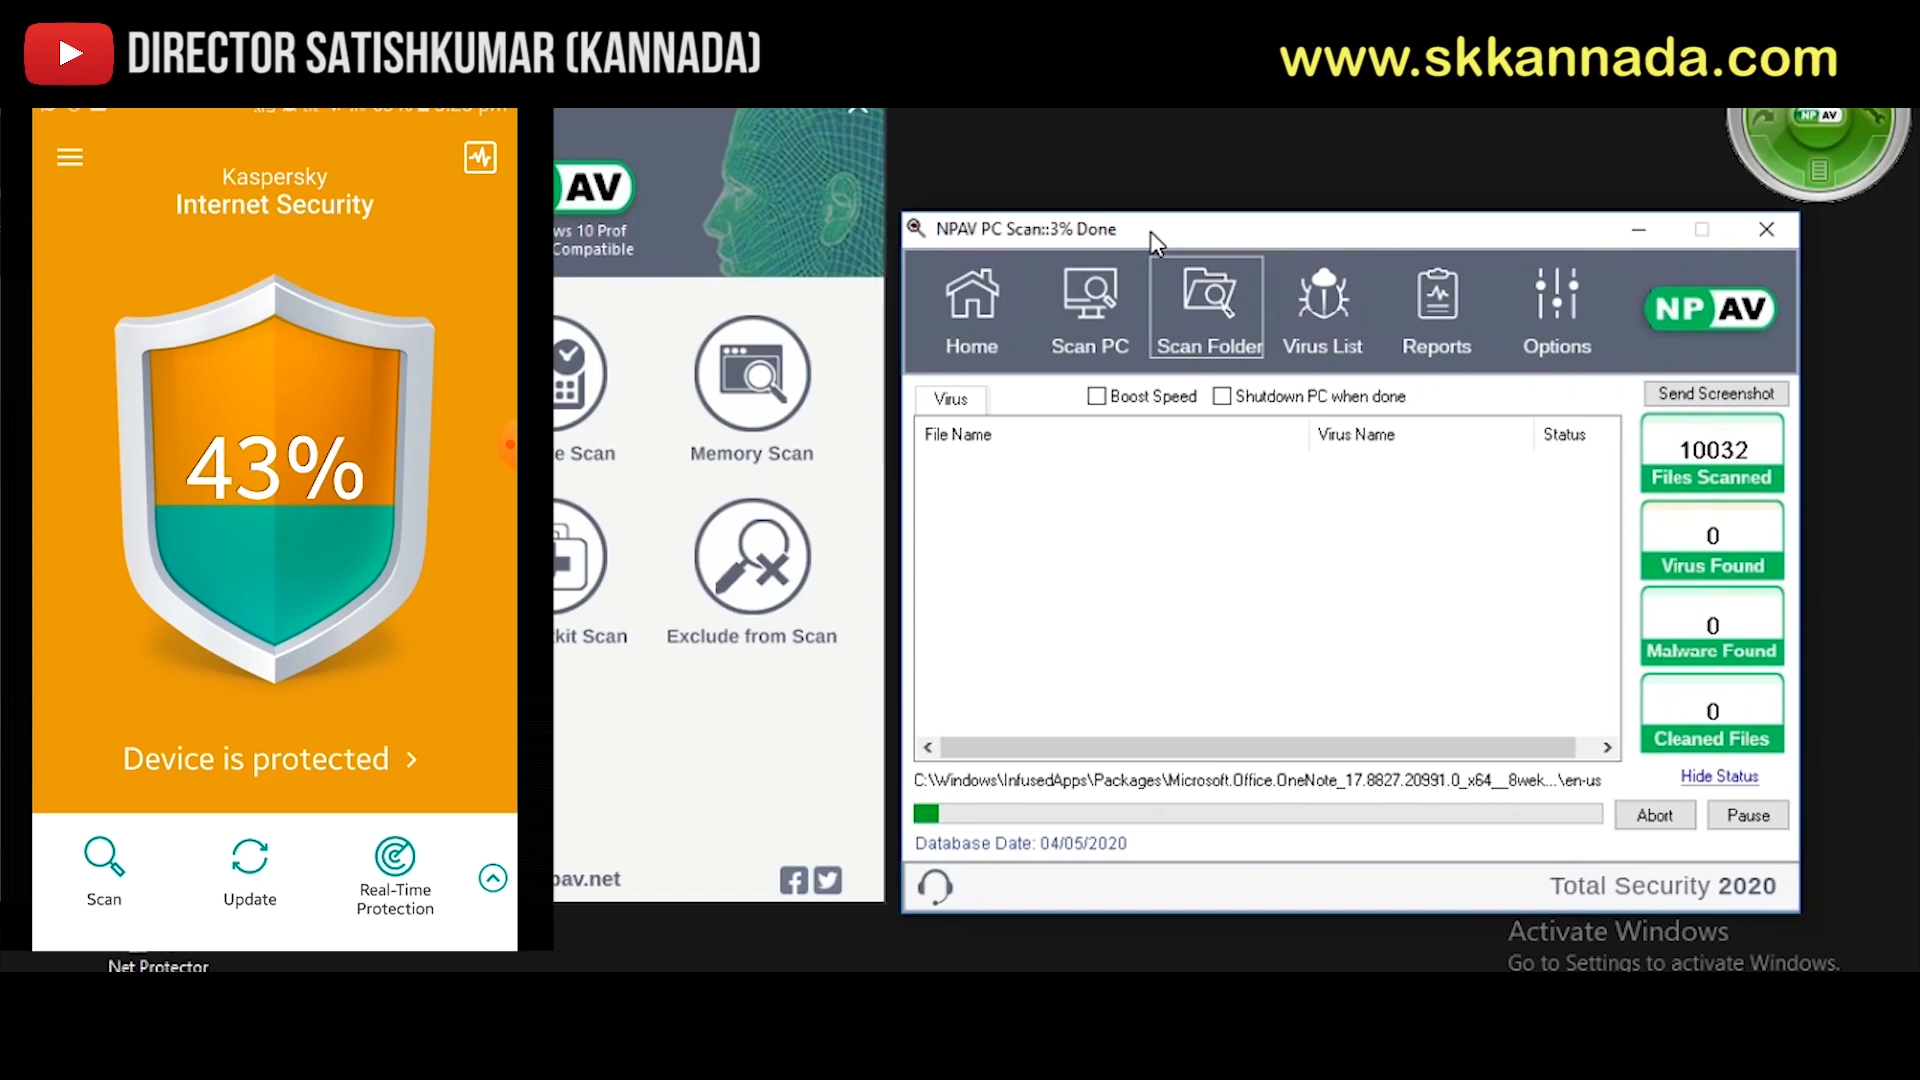 DIRECTOR SATISHKUMAR (KANNADA)
www.skkannada.com
Kaspersky
Internet Security
43%
Device is protected
Scan
Update
Real-Time
Protection
Net Protector
AV
ws 10 Prof
Compatible
e Scan
Memory Scan
kit Scan
Exclude from Scan
pav.net
NP AV
NPAV PC Scan::3% Done
Home
Scan PC
Scan Folder
Virus List
Reports
Options
NP AV
Virus
Boost Speed
Shutdown PC when done
Send Screenshot
File Name
Virus Name
Status
10032
Files Scanned
0
Virus Found
0
Malware Found
0
Cleaned Files
Hide Status
C:\Windows\InfusedApps\Packages\Microsoft.Office.OneNote_17.8827.20991.0_x64__8wek...\en-us
Abort
Pause
Database Date: 04/05/2020
Total Security 2020
Activate Windows
Go to Settings to activate Windows.